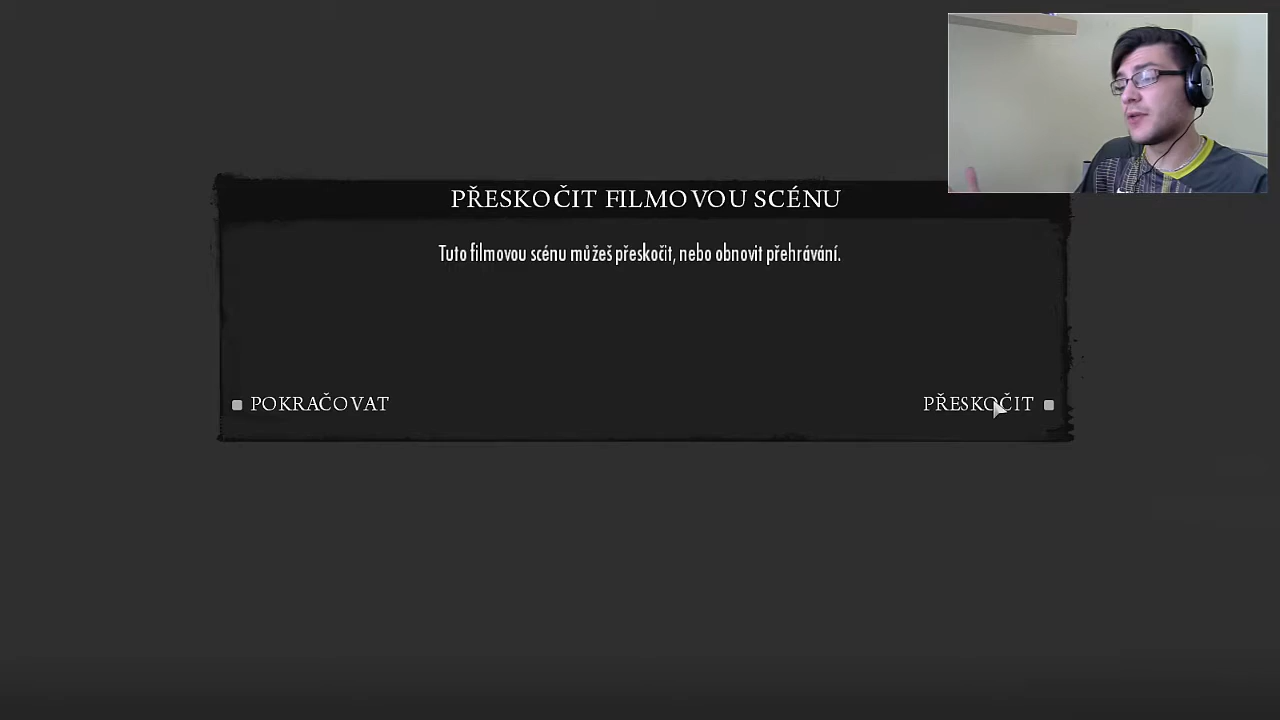 PŘESKOČIT FILMOVOU SCÉNU
Tuto filmovou scénu můžeš přeskočit, nebo obnovit přehrávání.
POKRAČOVAT
PŘESKOČIT